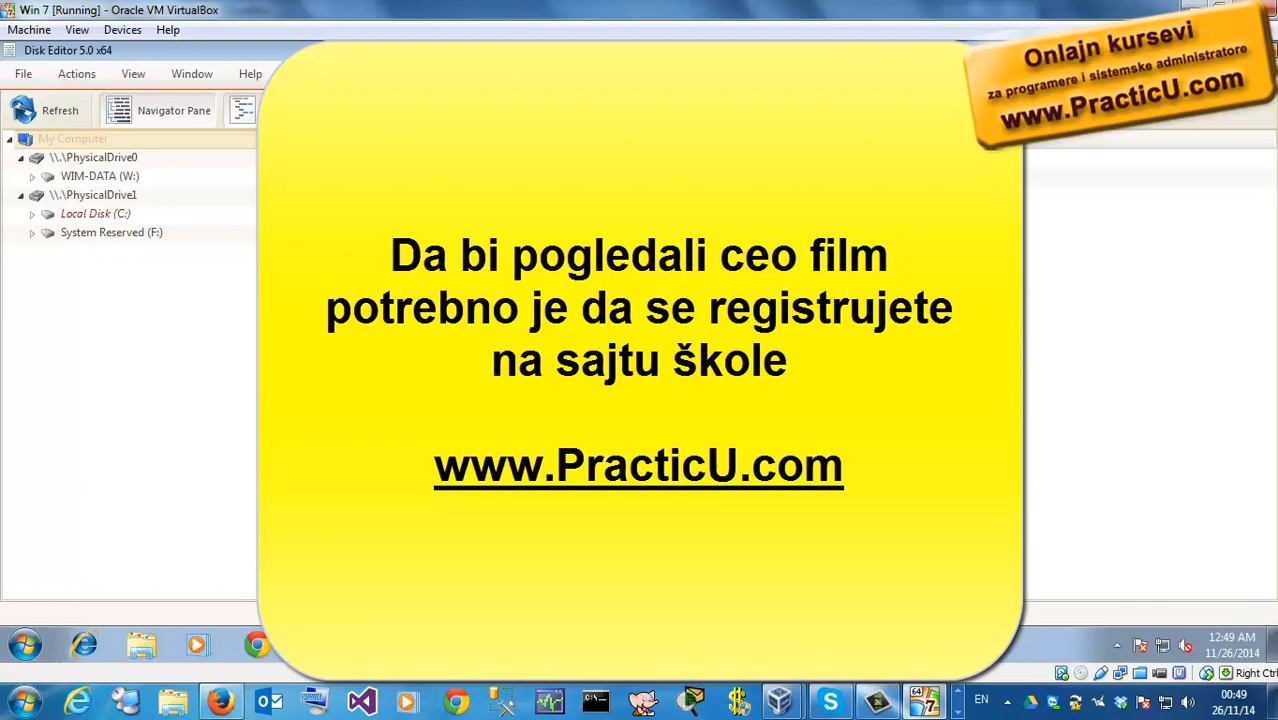 Win 7 [Running] - Oracle VM VirtualBox
Machine View Devices Help
Disk Editor 5.0 x64
File Actions View Window Help
Refresh Navigator Pane
My Computer
\\.\PhysicalDrive0
WIM-DATA (W:)
\\.\PhysicalDrive1
Local Disk (C:)
System Reserved (F:)
Onlajn kursevi
za programere i sistemske administratore
www.PracticU.com
Da bi pogledali ceo film
potrebno je da se registrujete
na sajtu škole
www.PracticU.com
12:49 AM
11/26/2014
Right Ctrl
EN
00:49
26/11/14